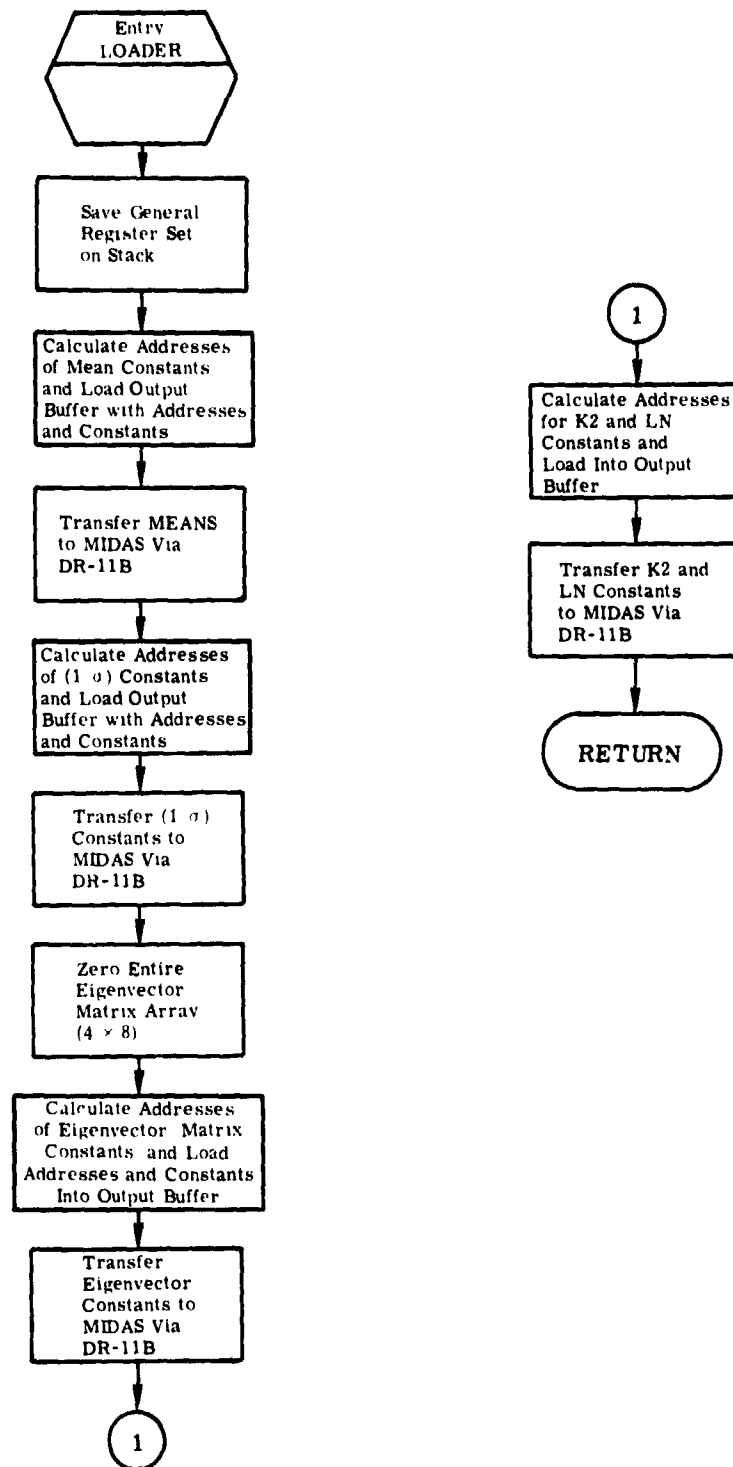 Entry
LOADER
Save General
Register Set
on Stack
Calculate Addresses
of Mean Constants
and Load Output
Buffer with Addresses
and Constants
Transfer MEANS
to MIDAS Via
DR-11B
Calculate Addresses
of (1 σ) Constants
and Load Output
Buffer with Addresses
and Constants
Transfer (1 σ)
Constants to
MIDAS Via
DR-11B
Zero Entire
Eigenvector
Matrix Array
(4 × 8)
Calculate Addresses
of Eigenvector Matrix
Constants and Load
Addresses and Constants
Into Output Buffer
Transfer
Eigenvector
Constants to
MIDAS Via
DR-11B
1
1
Calculate Addresses
for K2 and LN
Constants and
Load Into Output
Buffer
Transfer K2 and
LN Constants
to MIDAS Via
DR-11B
RETURN